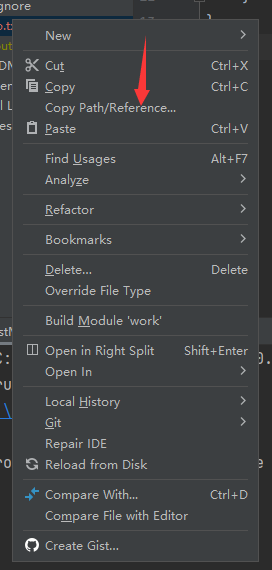 gnore
New
Cut Ctrl+X
Copy Ctrl+C
Copy Path/Reference...
Paste Ctrl+V
Find Usages Alt+F7
Analyze
Refactor
Bookmarks
Delete... Delete
Override File Type
Build Module 'work'
Open in Right Split Shift+Enter
Open In
Local History
Git
Repair IDE
Reload from Disk
Compare With... Ctrl+D
Compare File with Editor
Create Gist...